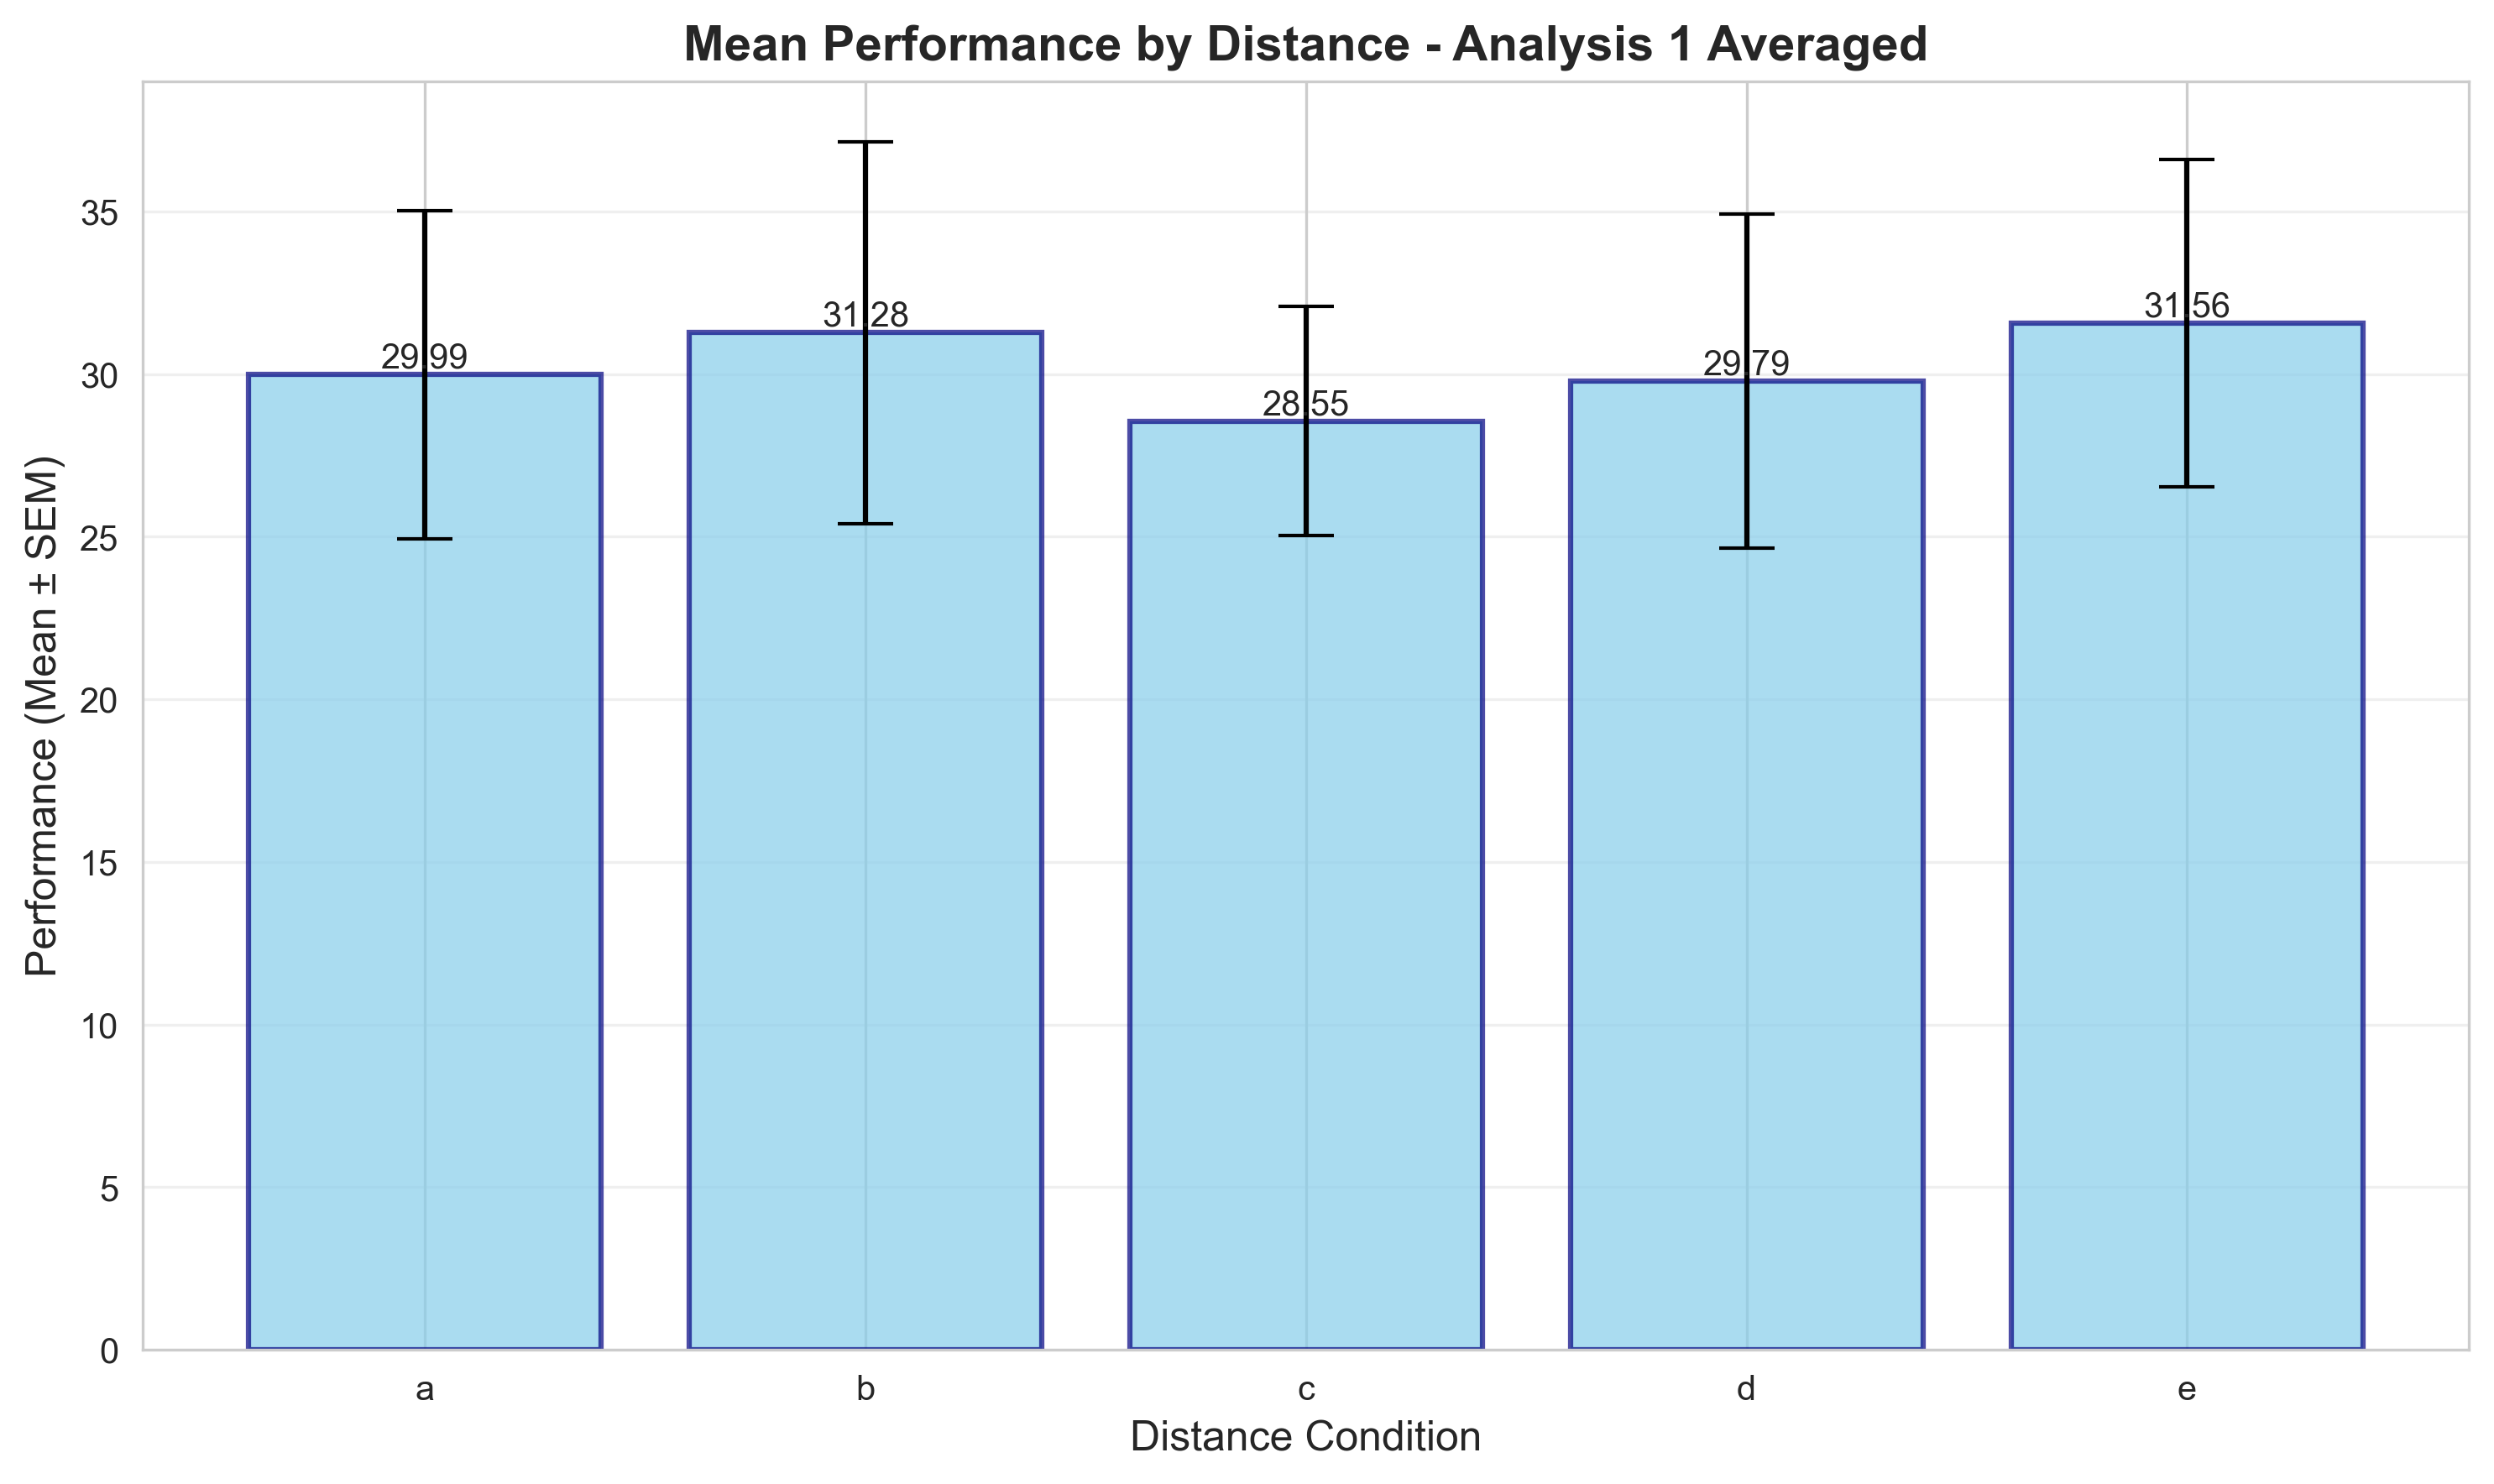 Mean Performance by Distance - Analysis 1 Averaged
Performance (Mean ± SEM)
35
30
25
20
15
10
5
0
29.99
31.28
28.55
29.79
31.56
a
b
c
d
e
Distance Condition